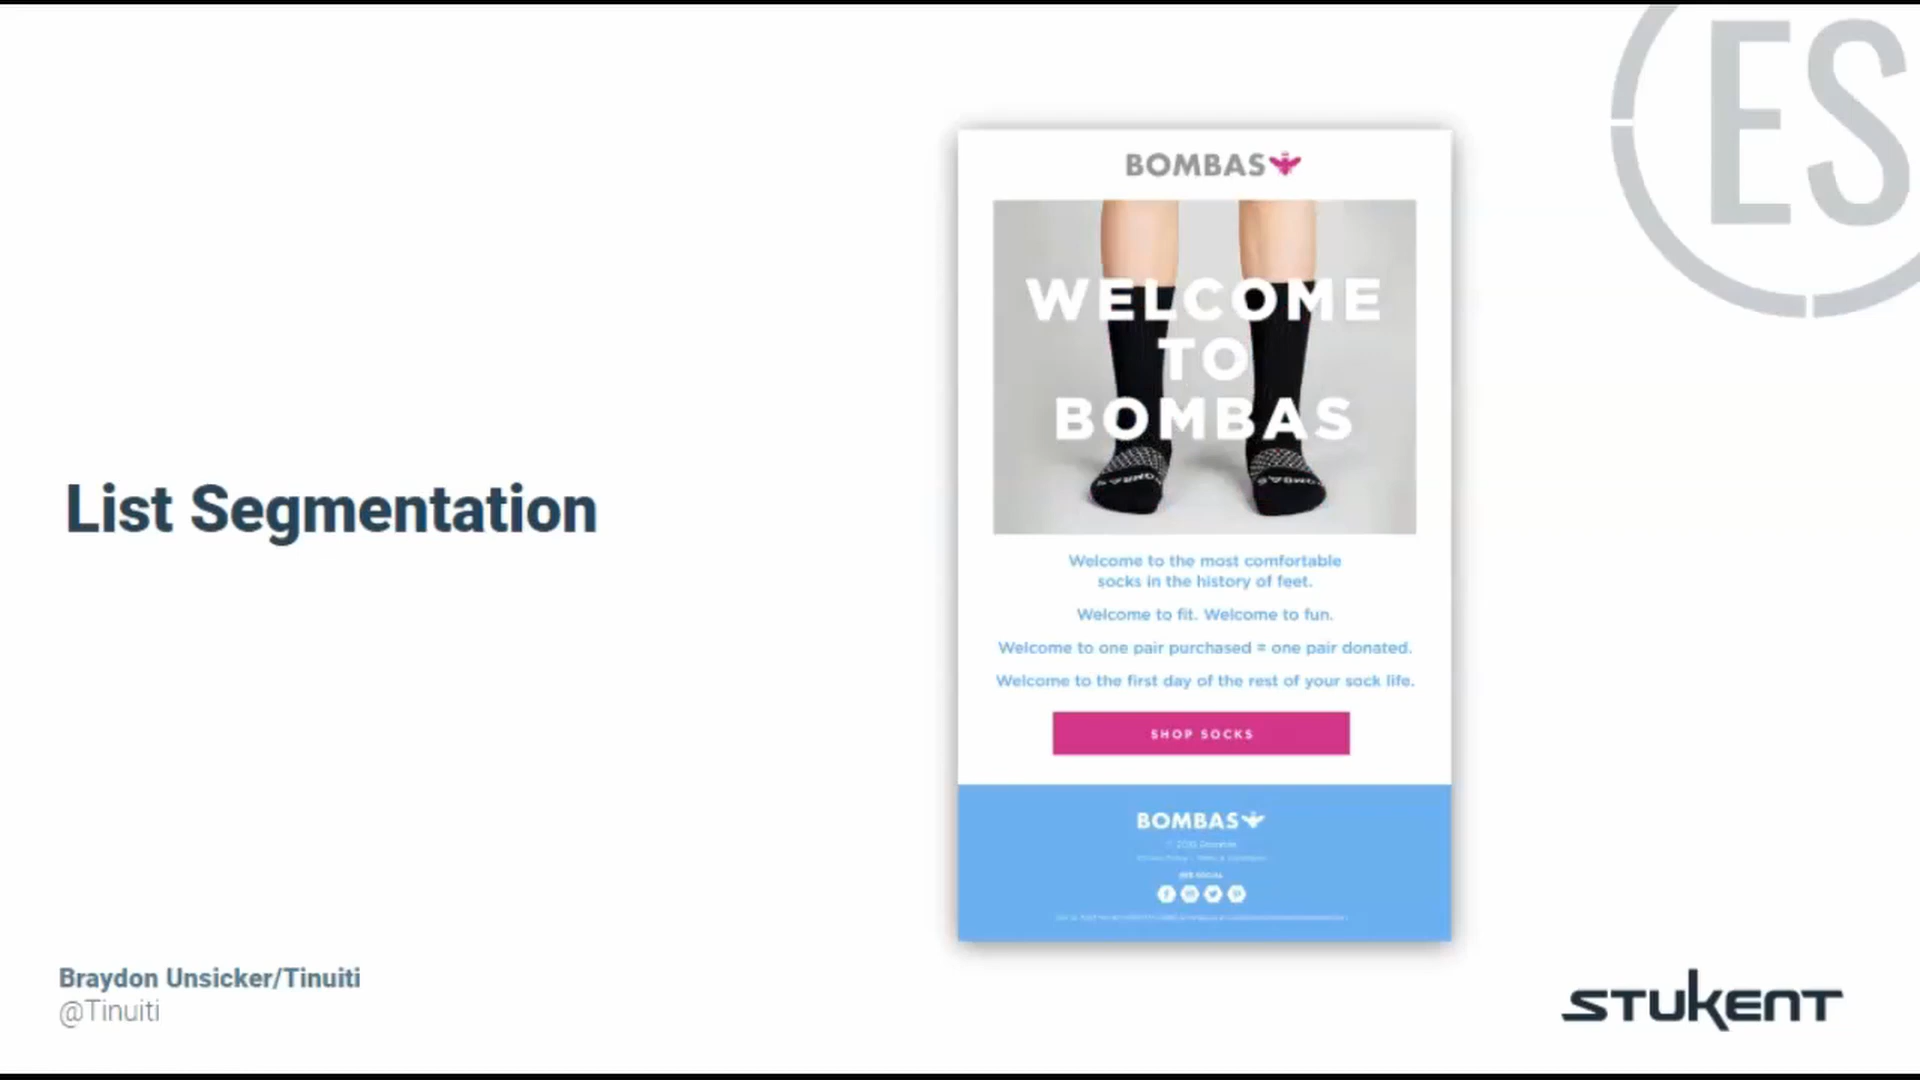 ES
List Segmentation
BOMBAS
WELCOME
TO
BOMBAS
Welcome to the most comfortable
socks in the history of feet.
Welcome to fit. Welcome to fun.
Welcome to one pair purchased = one pair donated.
Welcome to the first day of the rest of your sock life.
SHOP SOCKS
BOMBAS
Braydon Unsicker/Tinuiti
@Tinuiti
STUKENT